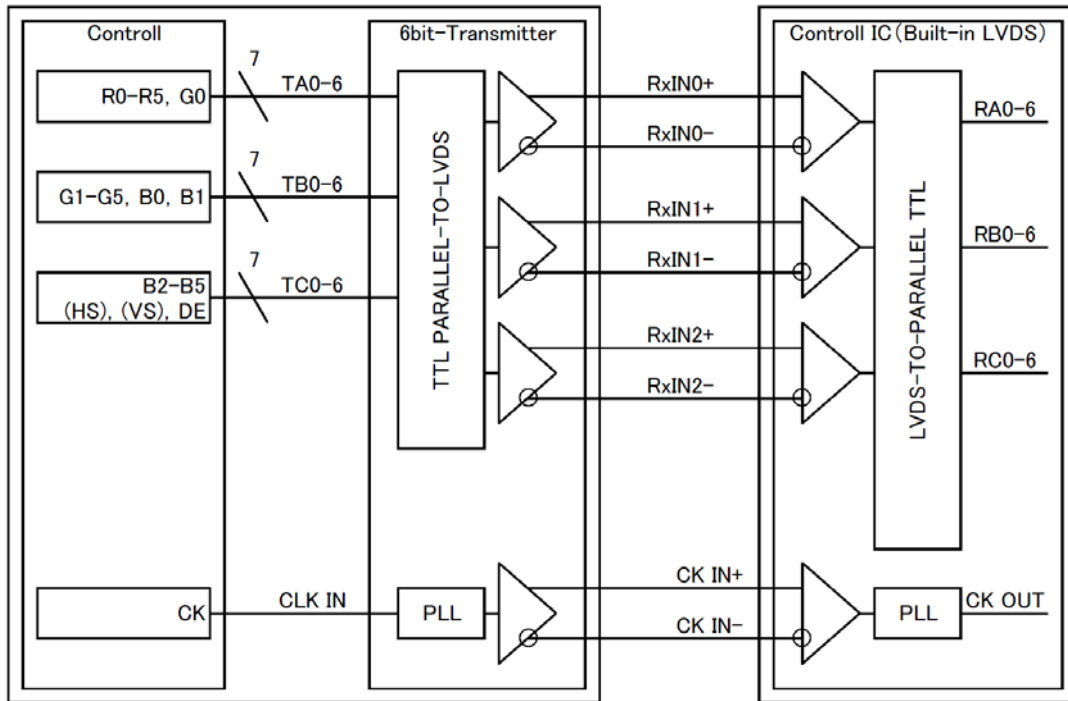 Controll
6bit-Transmitter
Controll IC(Built-in LVDS)
7
R0-R5, G0
TA0-6
RxIN0+
RxIN0-
RA0-6
7
G1-G5, B0, B1
TB0-6
RxIN1+
RxIN1-
RB0-6
7
B2-B5
(HS), (VS), DE
TC0-6
RxIN2+
RxIN2-
RC0-6
TTL PARALLEL-TO-LVDS
LVDS-TO-PARALLEL TTL
CK
CLK IN
PLL
CK IN+
CK IN-
PLL
CK OUT